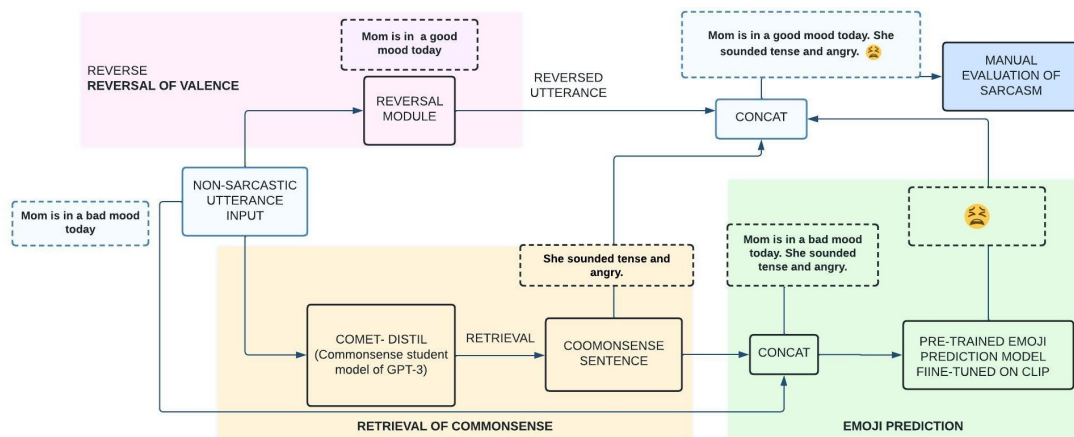 Mom is in a good
mood today
REVERSE
REVERSAL OF VALENCE
REVERSAL
MODULE
REVERSED
UTTERANCE
Mom is in a good mood today. She
sounded tense and angry. 😫
MANUAL
EVALUATION OF
SARCASM
CONCAT
NON-SARCASTIC
UTTERANCE
INPUT
Mom is in a bad mood
today
She sounded tense and
angry.
Mom is in a bad mood
today. She sounded
tense and angry.
😫
COMET- DISTIL
(Commonsense student
model of GPT-3)
RETRIEVAL
COOMONSENSE
SENTENCE
CONCAT
PRE-TRAINED EMOJI
PREDICTION MODEL
FIINE-TUNED ON CLIP
RETRIEVAL OF COMMONSENSE
EMOJI PREDICTION